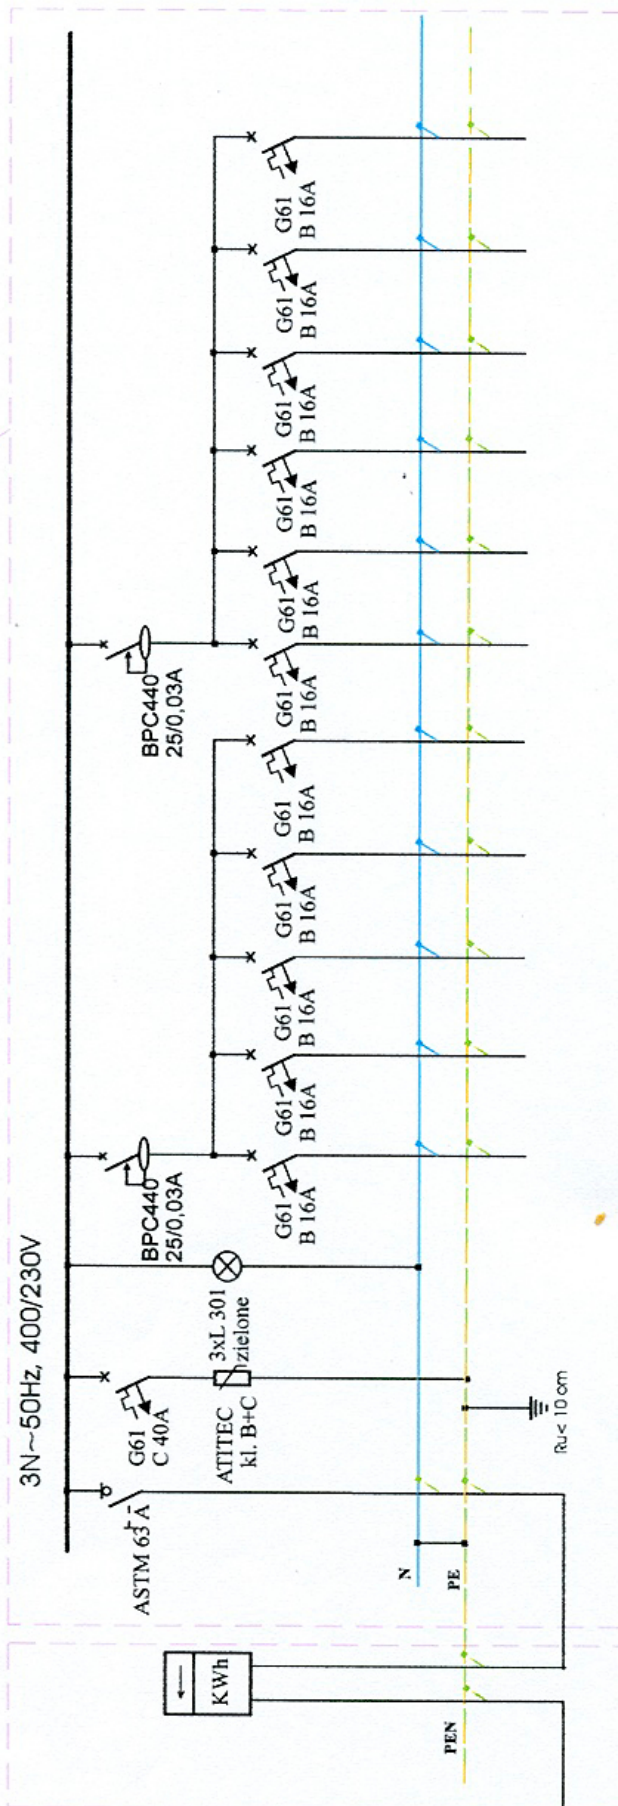 3N~50Hz, 400/230V
ASTM 63 A
G61
C 40A
ATITEC
kl. B+C
3xL 301
zielone
BPC440
25/0,03A
BPC440
25/0,03A
G61
B 16A
G61
B 16A
G61
B 16A
G61
B 16A
G61
B 16A
G61
B 16A
G61
B 16A
G61
B 16A
G61
B 16A
G61
B 16A
G61
B 16A
N
PE
Ru< 10 om
KWh
PEN